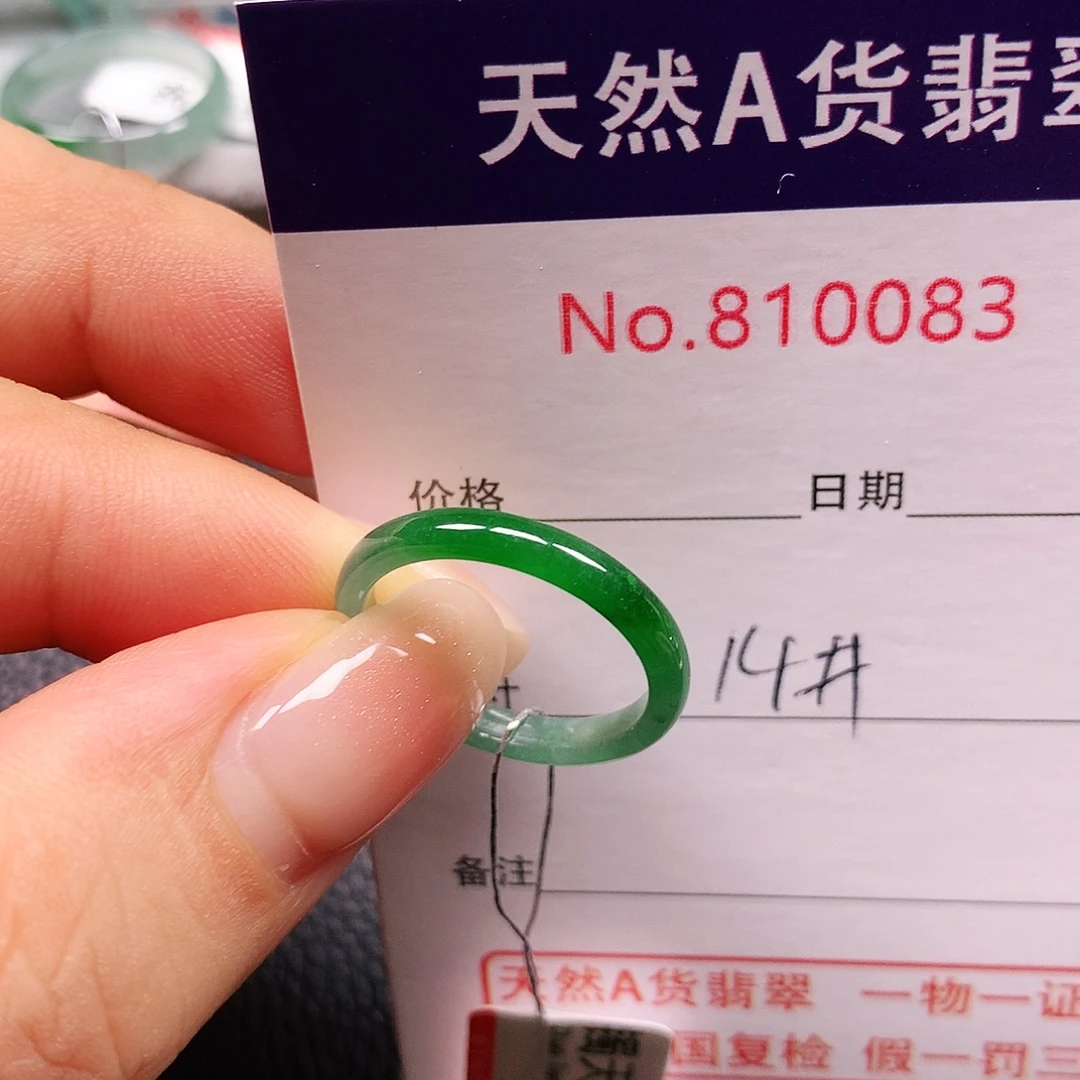 天然A货翡
No.810083
价格 日期
14#
备注
天然A货翡翠 一物一证
国复检 假一罚三